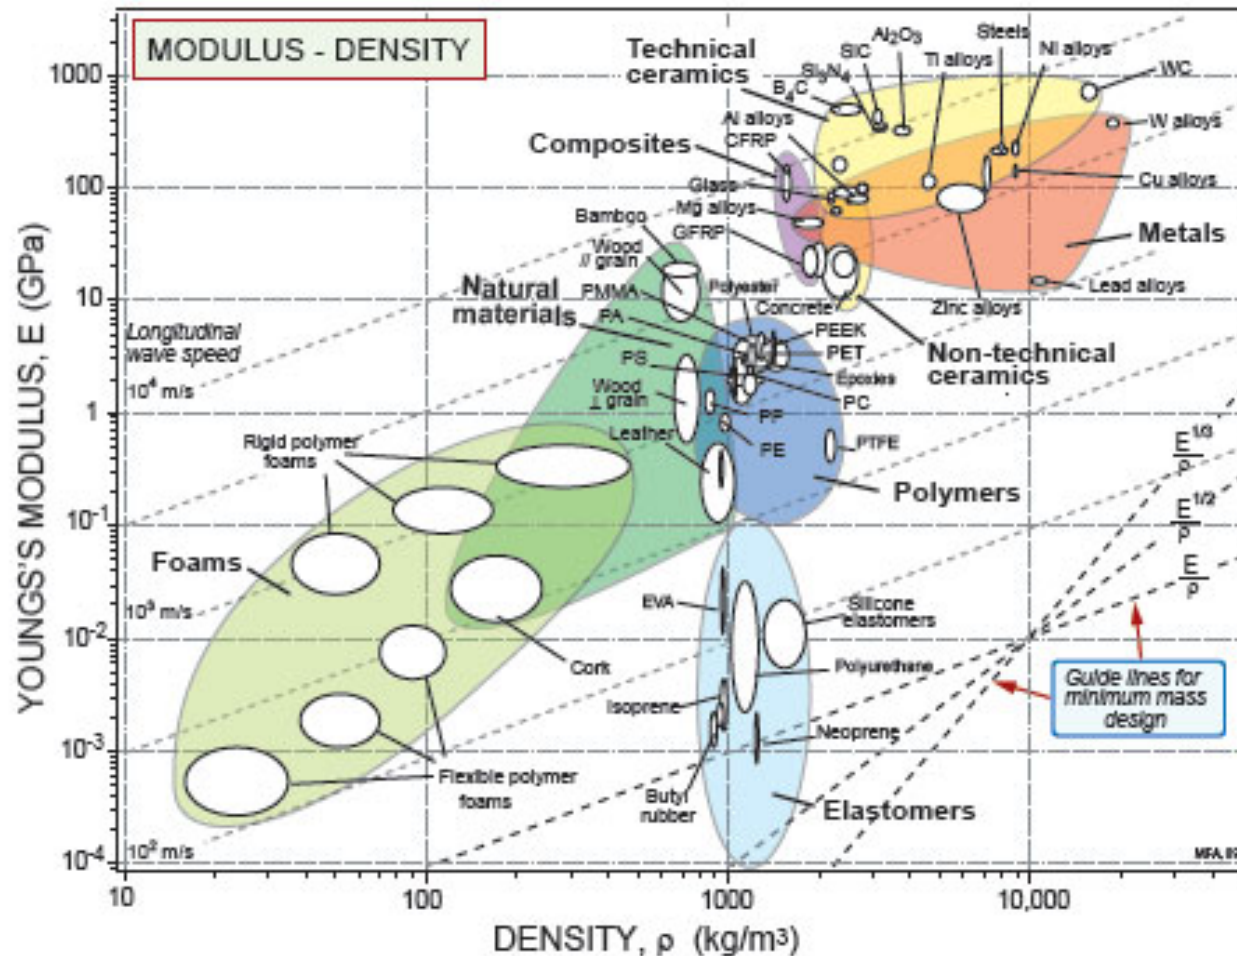 MODULUS - DENSITY
YOUNGS'S MODULUS, E (GPa)
1000
100
10
1
10⁻¹
10⁻²
10⁻³
10⁻⁴
Longitudinal
wave speed
10⁴ m/s
10³ m/s
10² m/s
Technical
ceramics
B₄C
Si₃N₄
SiC
Al₂O₃
Al alloys
Ti alloys
Steels
Ni alloys
WC
W alloys
Cu alloys
Metals
Lead alloys
Zinc alloys
Composites
CFRP
Glass
Mg alloys
GFRP
Bamboo
Wood
// grain
Natural
materials
PMMA
PA
PS
Wood
⊥ grain
Leather
Polyester
Concrete
PEEK
PET
Epoxies
PC
PP
PE
PTFE
Non-technical
ceramics
Polymers
Rigid polymer
foams
Foams
Cork
Flexible polymer
foams
EVA
Isoprene
Butyl
rubber
Silicone
elastomers
Polyurethane
Neoprene
Elastomers
E^1/3
ρ
E^1/2
ρ
E
ρ
Guide lines for
minimum mass
design
10
100
1000
10,000
DENSITY, ρ (kg/m³)